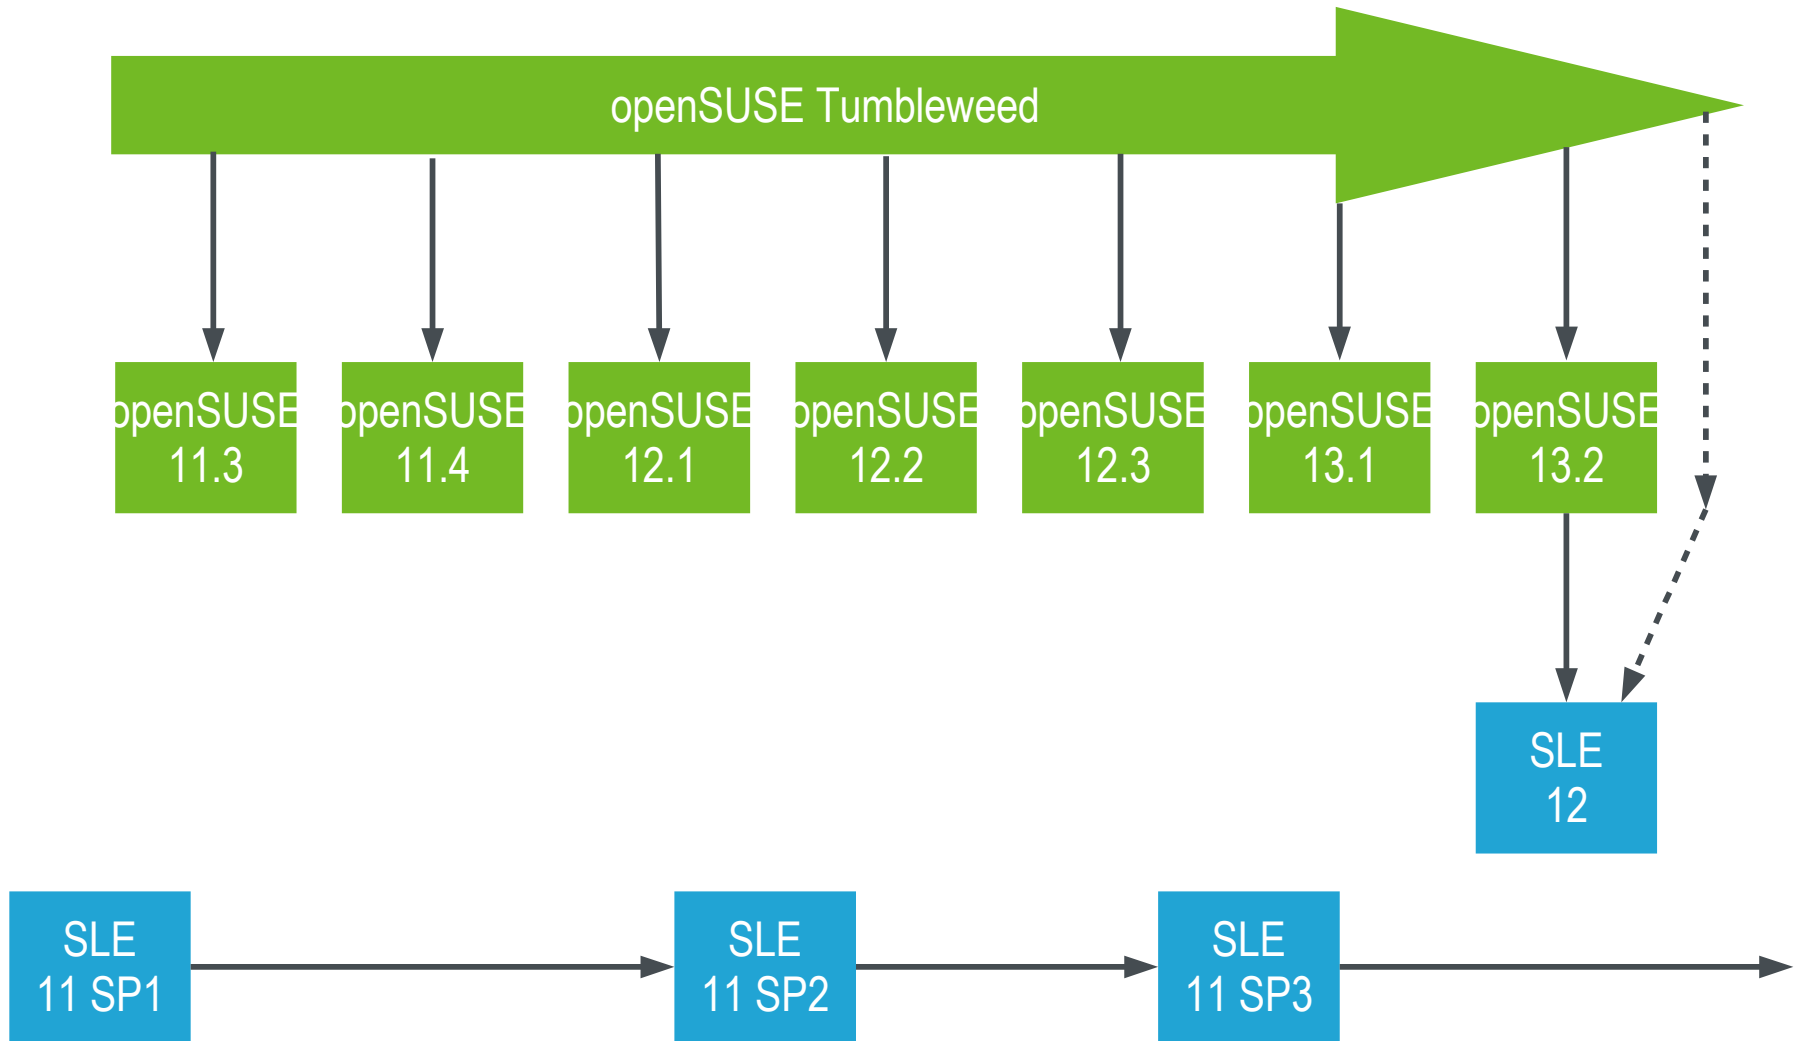 openSUSE Tumbleweed
openSUSE
11.3
openSUSE
11.4
openSUSE
12.1
openSUSE
12.2
openSUSE
12.3
openSUSE
13.1
openSUSE
13.2
SLE
12
SLE
11 SP1
SLE
11 SP2
SLE
11 SP3